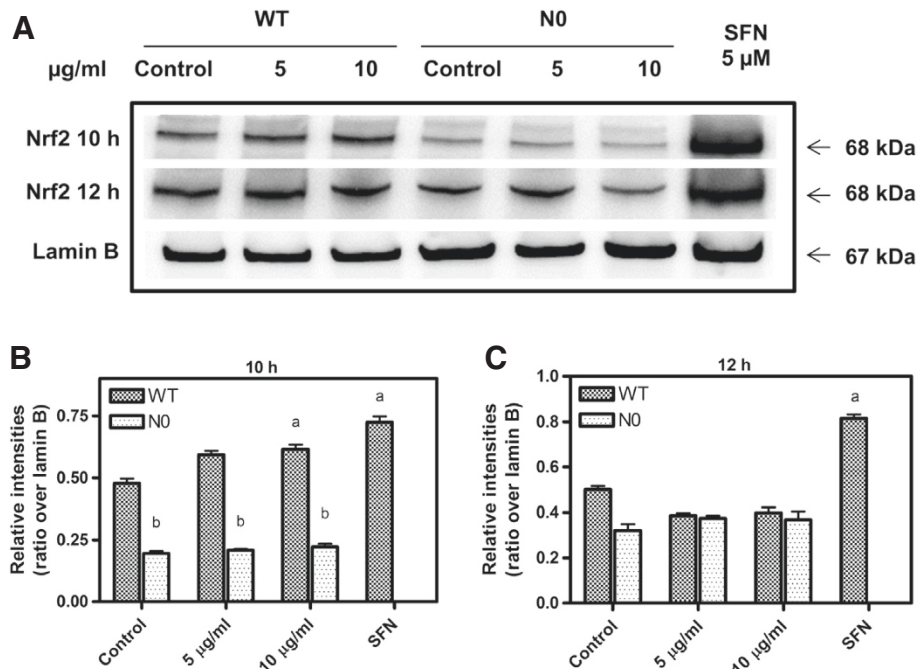 A
WT N0 SFN
5 µM
µg/ml Control 5 10 Control 5 10
Nrf2 10 h ← 68 kDa
Nrf2 12 h ← 68 kDa
Lamin B ← 67 kDa
B
10 h
WT
N0
Relative intensities
(ratio over lamin B)
0.75
0.50
0.25
0.00
b b a b a
Control 5 µg/ml 10 µg/ml SFN
C
12 h
WT
N0
Relative intensities
(ratio over lamin B)
1.0
0.8
0.6
0.4
0.2
0.0
a
Control 5 µg/ml 10 µg/ml SFN